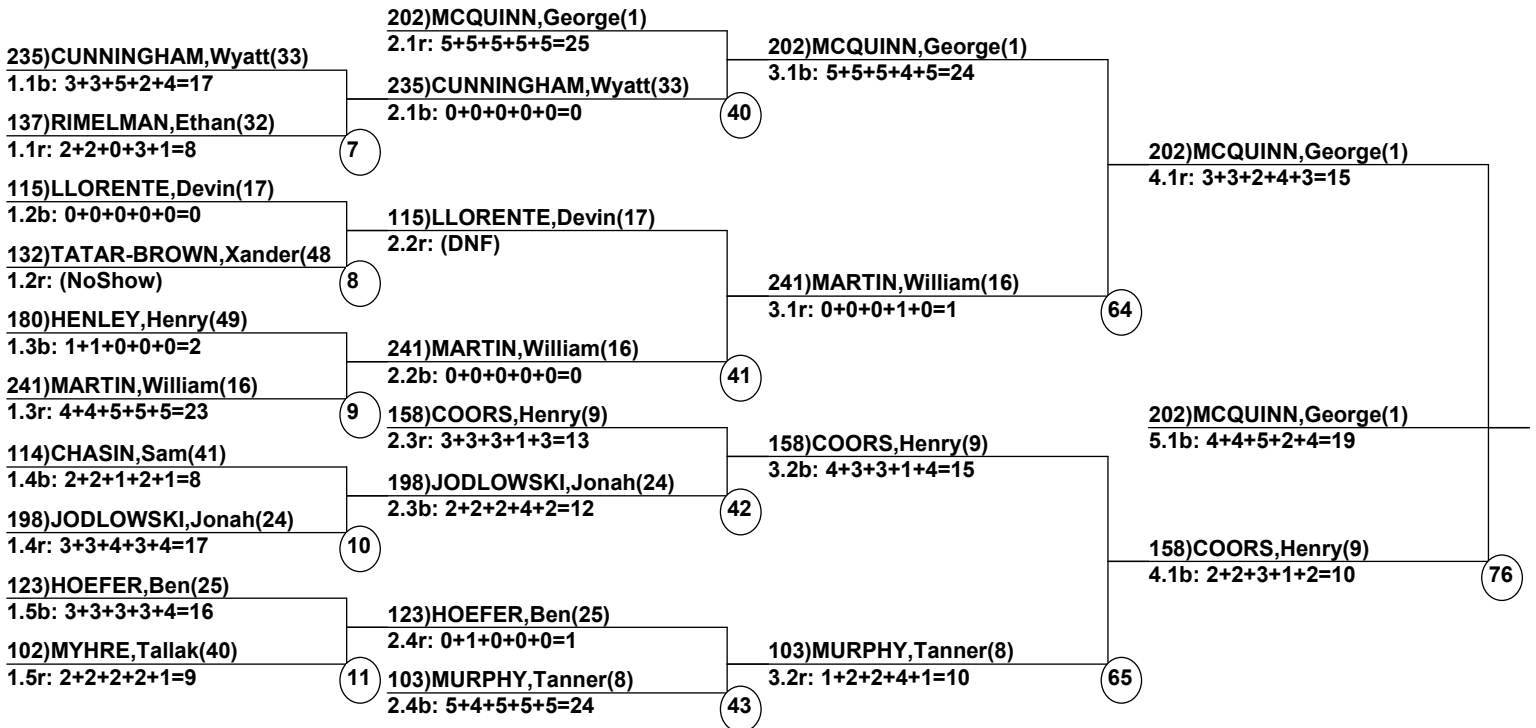 235)CUNNINGHAM,Wyatt(33)
1.1b: 3+3+5+2+4=17
137)RIMELMAN,Ethan(32)
1.1r: 2+2+0+3+1=8
7
115)LLORENTE,Devin(17)
1.2b: 0+0+0+0+0=0
132)TATAR-BROWN,Xander(48
1.2r: (NoShow)
8
180)HENLEY,Henry(49)
1.3b: 1+1+0+0+0=2
241)MARTIN,William(16)
1.3r: 4+4+5+5+5=23
9
114)CHASIN,Sam(41)
1.4b: 2+2+1+2+1=8
198)JODLOWSKI,Jonah(24)
1.4r: 3+3+4+3+4=17
10
123)HOEFER,Ben(25)
1.5b: 3+3+3+3+4=16
102)MYHRE,Tallak(40)
1.5r: 2+2+2+2+1=9
11
202)MCQUINN,George(1)
2.1r: 5+5+5+5+5=25
235)CUNNINGHAM,Wyatt(33)
2.1b: 0+0+0+0+0=0
40
115)LLORENTE,Devin(17)
2.2r: (DNF)
241)MARTIN,William(16)
2.2b: 0+0+0+0+0=0
41
158)COORS,Henry(9)
2.3r: 3+3+3+1+3=13
198)JODLOWSKI,Jonah(24)
2.3b: 2+2+2+4+2=12
42
123)HOEFER,Ben(25)
2.4r: 0+1+0+0+0=1
103)MURPHY,Tanner(8)
2.4b: 5+4+5+5+5=24
43
202)MCQUINN,George(1)
3.1b: 5+5+5+4+5=24
241)MARTIN,William(16)
3.1r: 0+0+0+1+0=1
64
158)COORS,Henry(9)
3.2b: 4+3+3+1+4=15
103)MURPHY,Tanner(8)
3.2r: 1+2+2+4+1=10
65
202)MCQUINN,George(1)
4.1r: 3+3+2+4+3=15
158)COORS,Henry(9)
4.1b: 2+2+3+1+2=10
76
202)MCQUINN,George(1)
5.1b: 4+4+5+2+4=19